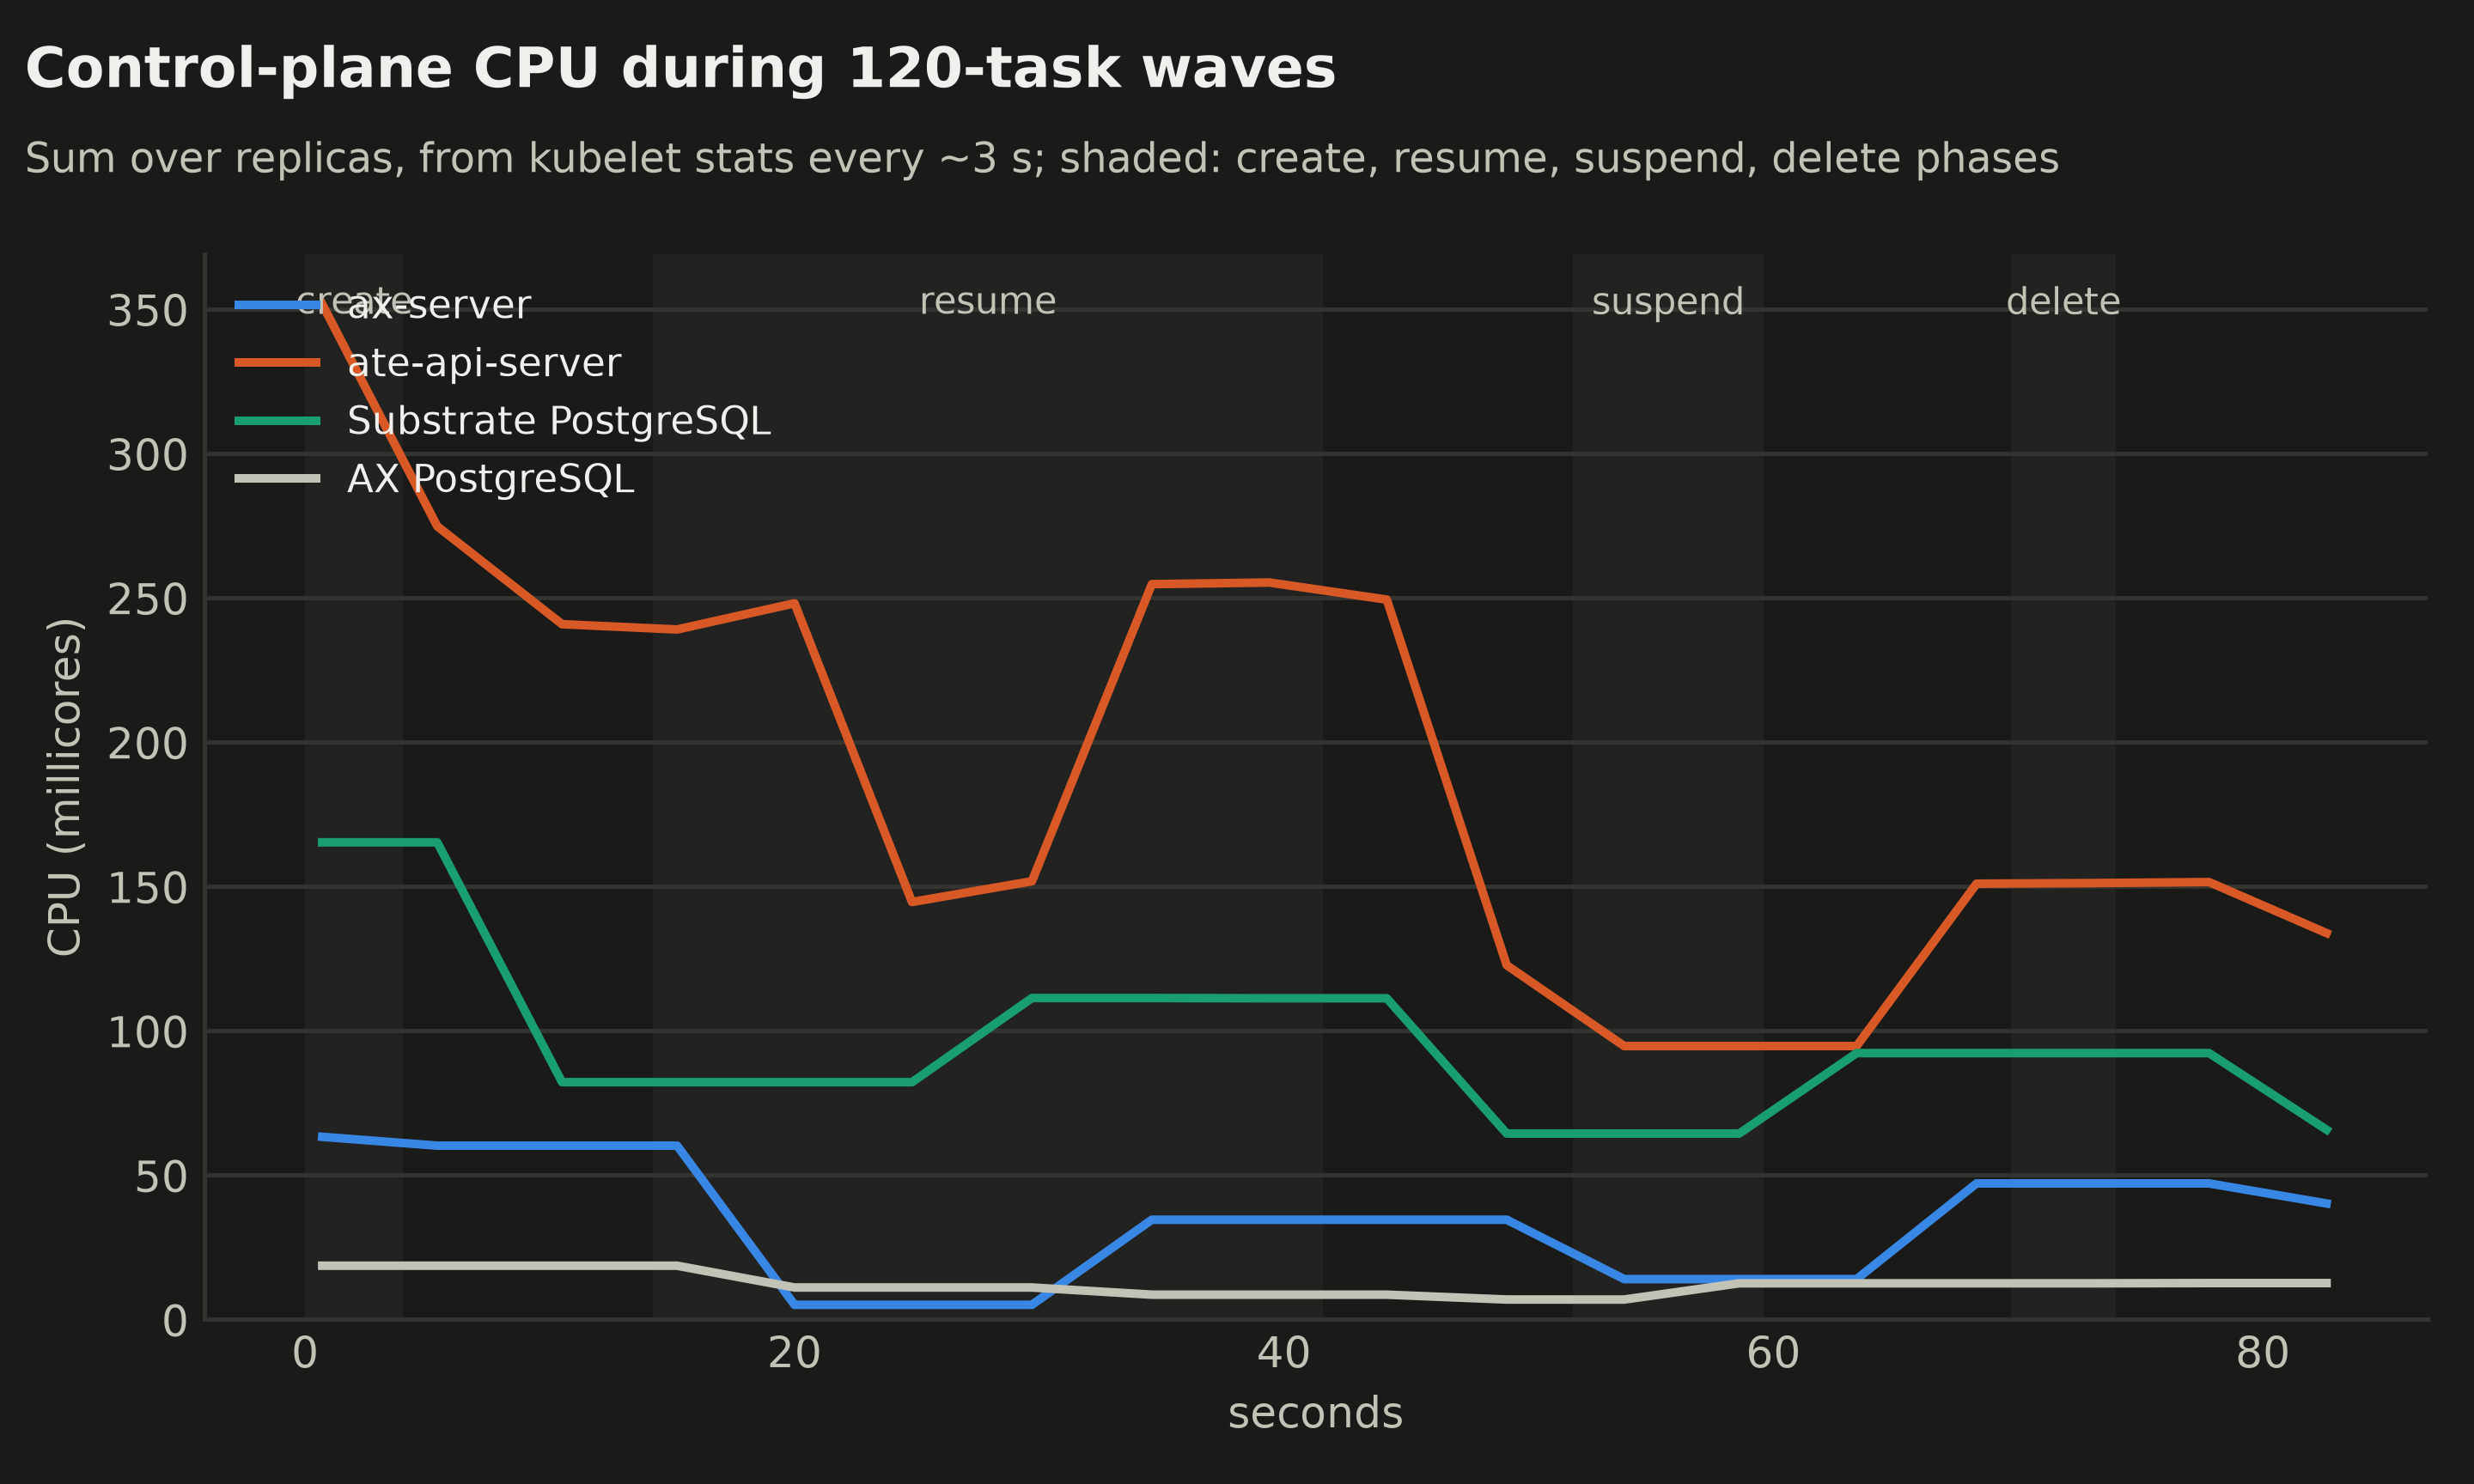 Control-plane CPU during 120-task waves
Sum over replicas, from kubelet stats every ~3 s; shaded: create, resume, suspend, delete phases
create
resume
suspend
delete
ax-server
ate-api-server
Substrate PostgreSQL
AX PostgreSQL
CPU (millicores)
350
300
250
200
150
100
50
0
0 20 40 60 80
seconds